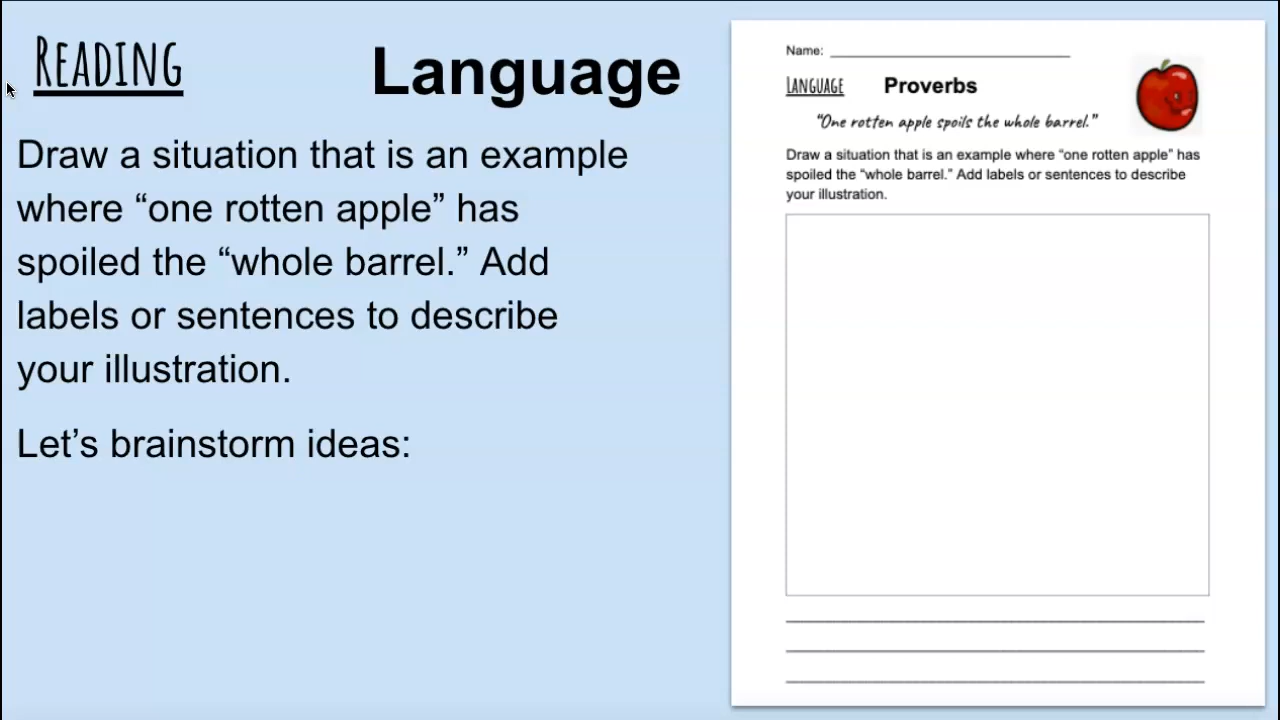 READING
Language
Draw a situation that is an example
where “one rotten apple” has
spoiled the “whole barrel.” Add
labels or sentences to describe
your illustration.
Let’s brainstorm ideas:
Name:
LANGUAGE
Proverbs
“One rotten apple spoils the whole barrel.”
Draw a situation that is an example where “one rotten apple” has
spoiled the “whole barrel.” Add labels or sentences to describe
your illustration.